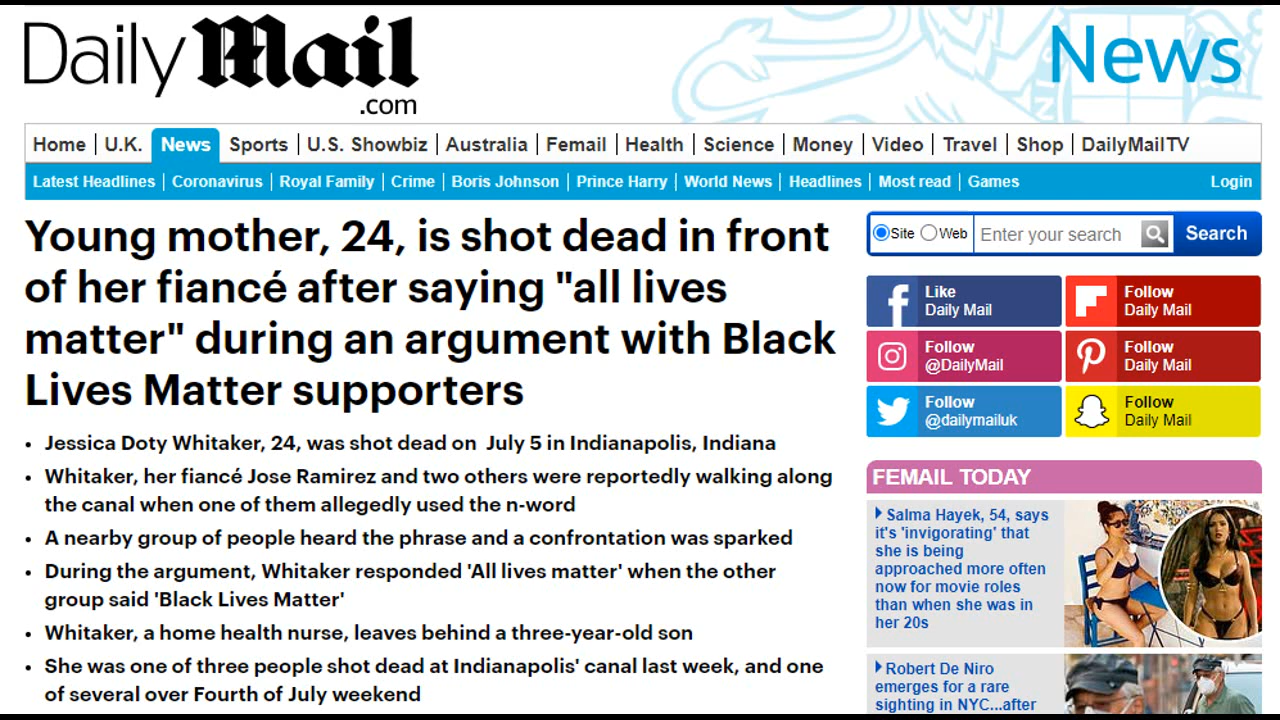 Daily Mail
.com
News
Home U.K. News Sports U.S. Showbiz Australia Femail Health Science Money Video Travel Shop DailyMailTV
Latest Headlines Coronavirus Royal Family Crime Boris Johnson Prince Harry World News Headlines Most read Games Login
Young mother, 24, is shot dead in front
of her fiancé after saying "all lives
matter" during an argument with Black
Lives Matter supporters
• Jessica Doty Whitaker, 24, was shot dead on July 5 in Indianapolis, Indiana
• Whitaker, her fiancé Jose Ramirez and two others were reportedly walking along
the canal when one of them allegedly used the n-word
• A nearby group of people heard the phrase and a confrontation was sparked
• During the argument, Whitaker responded 'All lives matter' when the other
group said 'Black Lives Matter'
• Whitaker, a home health nurse, leaves behind a three-year-old son
• She was one of three people shot dead at Indianapolis' canal last week, and one
of several over Fourth of July weekend
Site Web Enter your search Search
Like
Daily Mail
Follow
Daily Mail
Follow
@DailyMail
Follow
Daily Mail
Follow
@dailymailuk
Follow
Daily Mail
FEMAIL TODAY
Salma Hayek, 54, says
it's 'invigorating' that
she is being
approached more often
now for movie roles
than when she was in
her 20s
Robert De Niro
emerges for a rare
sighting in NYC...after